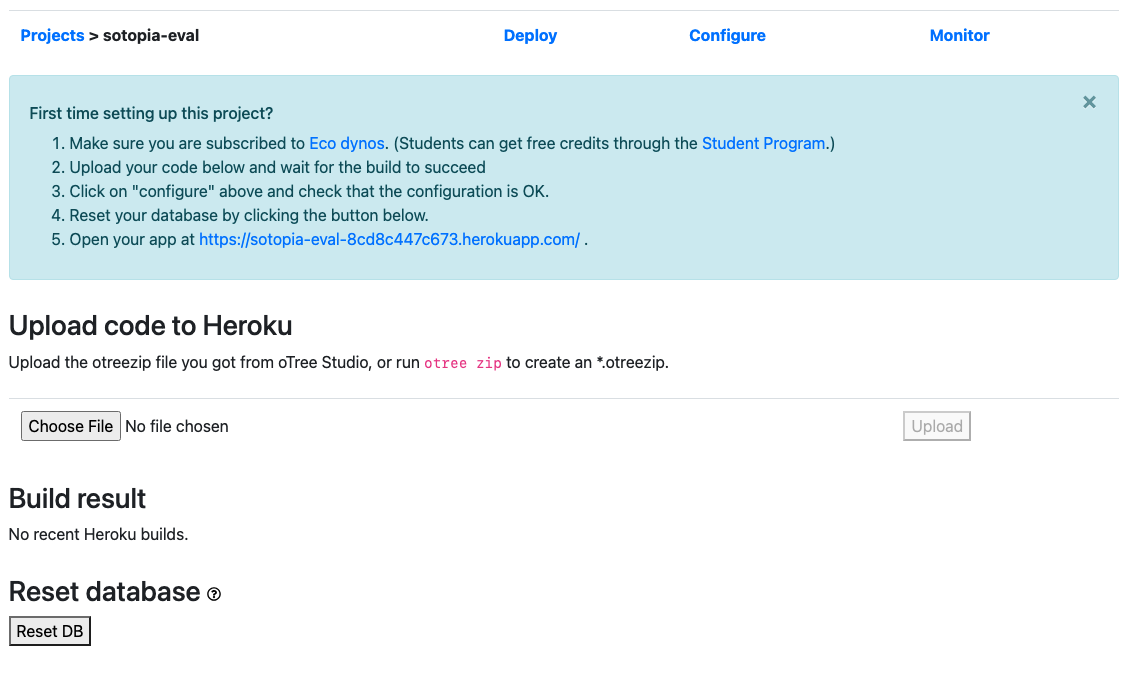 Projects > sotopia-eval Deploy Configure Monitor
First time setting up this project? ×
1. Make sure you are subscribed to Eco dynos. (Students can get free credits through the Student Program.)
2. Upload your code below and wait for the build to succeed
3. Click on "configure" above and check that the configuration is OK.
4. Reset your database by clicking the button below.
5. Open your app at https://sotopia-eval-8cd8c447c673.herokuapp.com/ .
Upload code to Heroku
Upload the otreezip file you got from oTree Studio, or run otree zip to create an *.otreezip.
Choose File No file chosen Upload
Build result
No recent Heroku builds.
Reset database ?
Reset DB